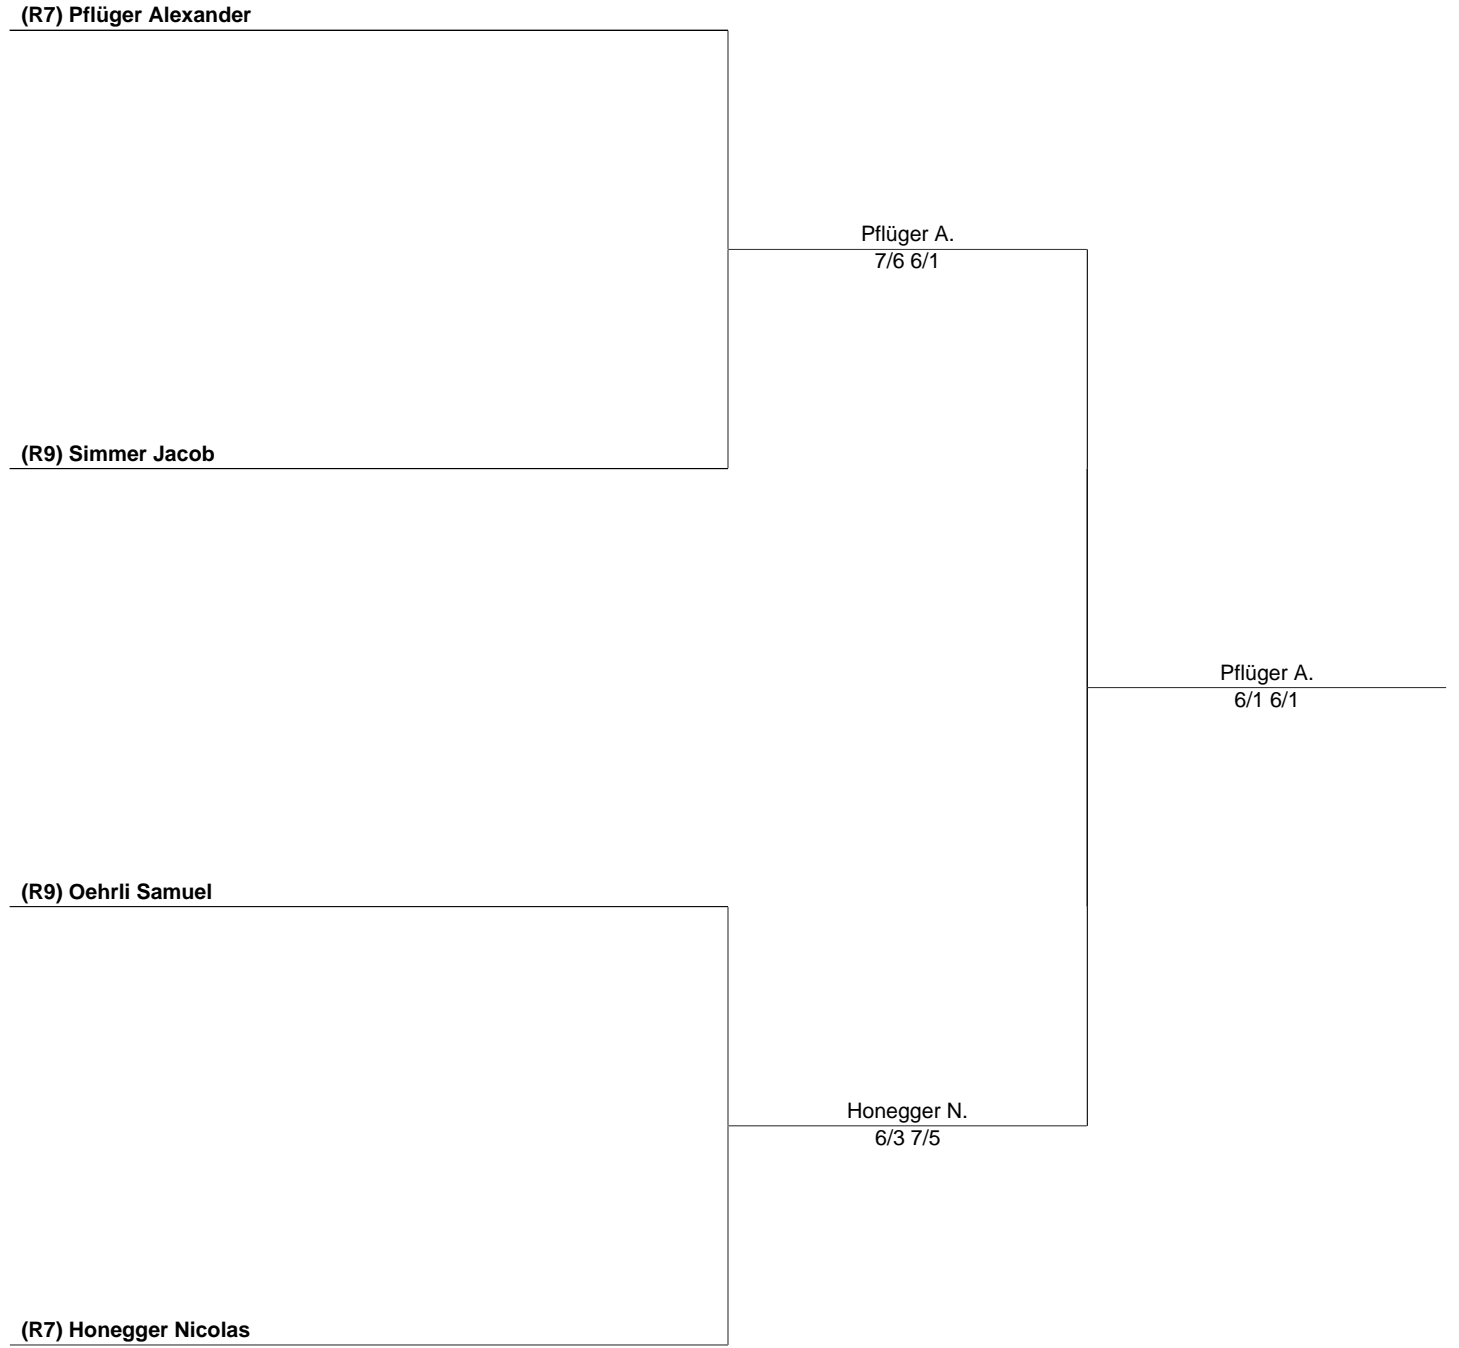 (R7) Pflüger Alexander
Pflüger A.
7/6 6/1
(R9) Simmer Jacob
Pflüger A.
6/1 6/1
(R9) Oehrli Samuel
Honegger N.
6/3 7/5
(R7) Honegger Nicolas